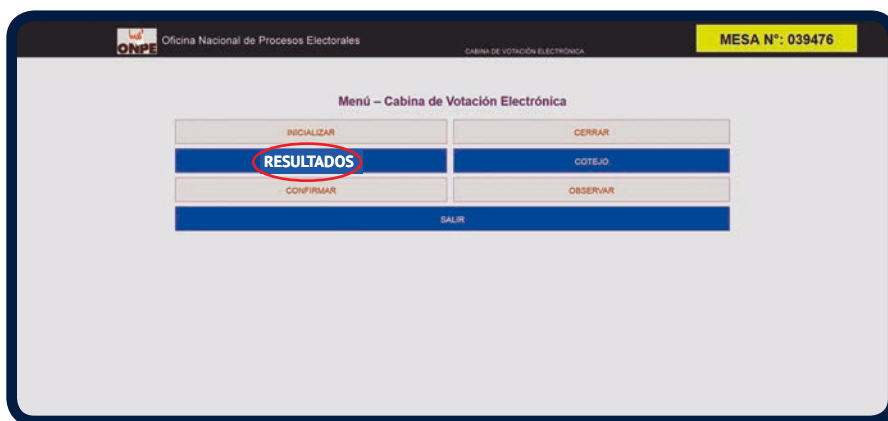 ONPE Oficina Nacional de Procesos Electorales CABINA DE VOTACIÓN ELECTRÓNICA MESA N°: 039476
Menú – Cabina de Votación Electrónica
INICIALIZAR CERRAR
RESULTADOS COTEJO
CONFIRMAR OBSERVAR
SALIR